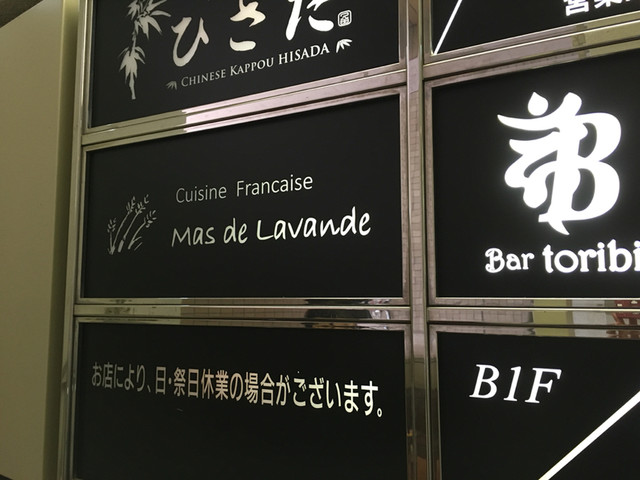 ひさだ
CHINESE KAPPOU HISADA
Cuisine Francaise
Mas de Lavande
Bar toribi
お店により、日・祭日休業の場合がございます。
B1F